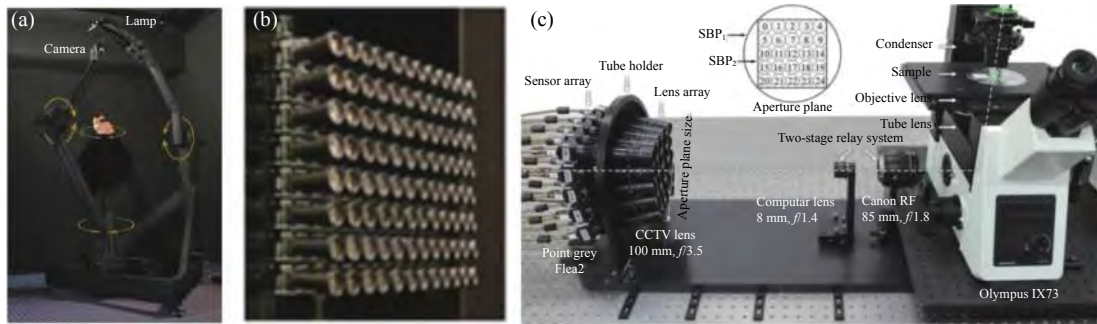 (a)
Lamp
Camera
(b)
(c)
SBP1
SBP2
0 1 2 3 4
5 6 7 8 9
10 11 12 13 14
15 16 17 18 19
20 21 22 23 24
Aperture plane
Tube holder
Sensor array
Lens array
Aperture plane size
Two-stage relay system
Condenser
Sample
Objective lens
Tube lens
Computar lens
8 mm, f/1.4
Canon RF
85 mm, f/1.8
CCTV lens
100 mm, f/3.5
Point grey
Flea2
Olympus IX73